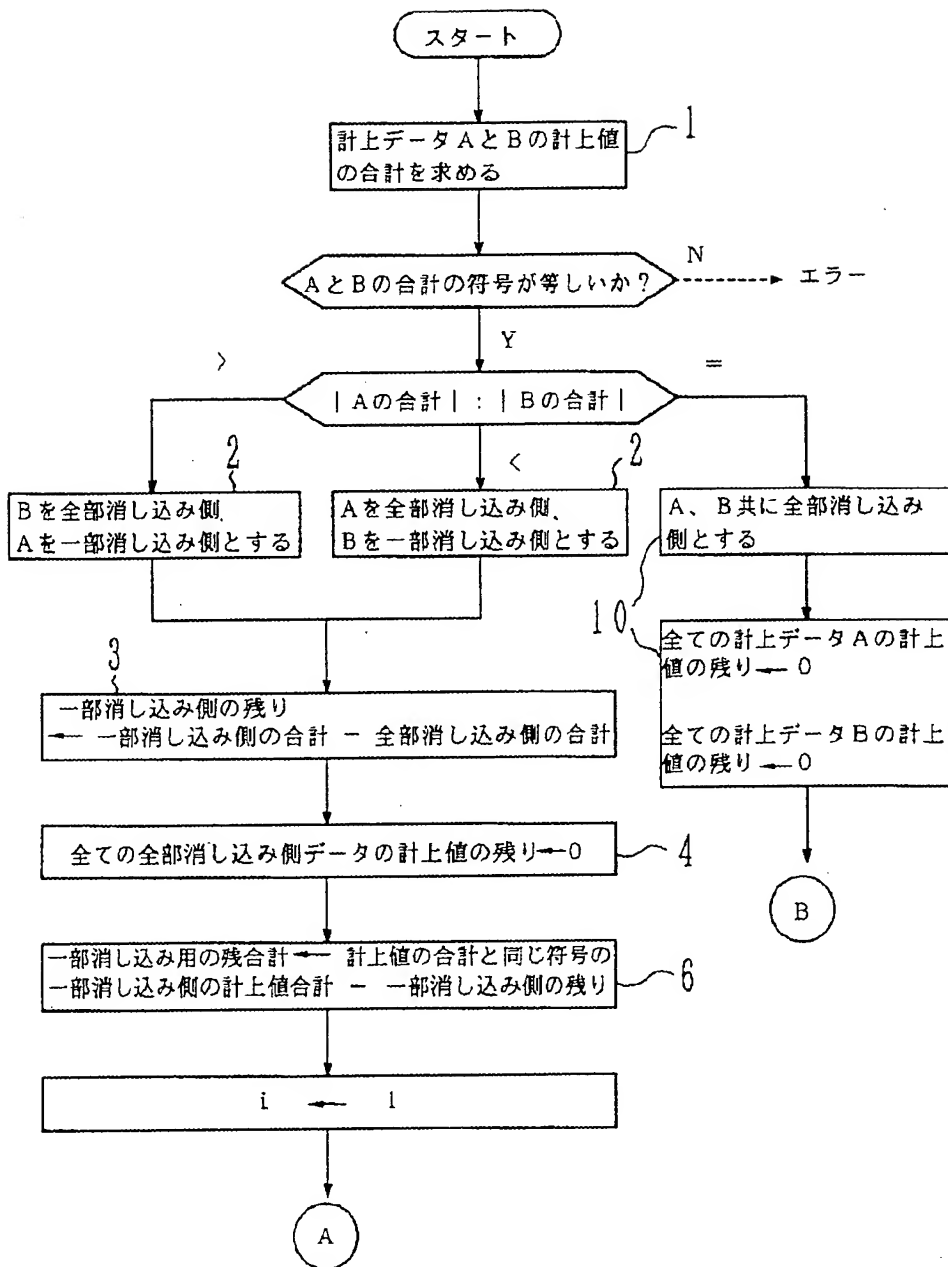 スタート
1
計上データAとBの計上値
の合計を求める
AとBの合計の符号が等しいか?
N
エラー
Y
>
=
|Aの合計|:|Bの合計|
<
2
Bを全部消し込み側、
Aを一部消し込み側とする
2
Aを全部消し込み側、
Bを一部消し込み側とする
A、B共に全部消し込み
側とする
10
全ての計上データAの計上
値の残り←0
全ての計上データBの計上
値の残り←0
3
一部消し込み側の残り
← 一部消し込み側の合計 − 全部消し込み側の合計
全ての全部消し込み側データの計上値の残り←0
4
B
一部消し込み用の残合計← 計上値の合計と同じ符号の
一部消し込み側の計上値合計 − 一部消し込み側の残り
6
i ← 1
A